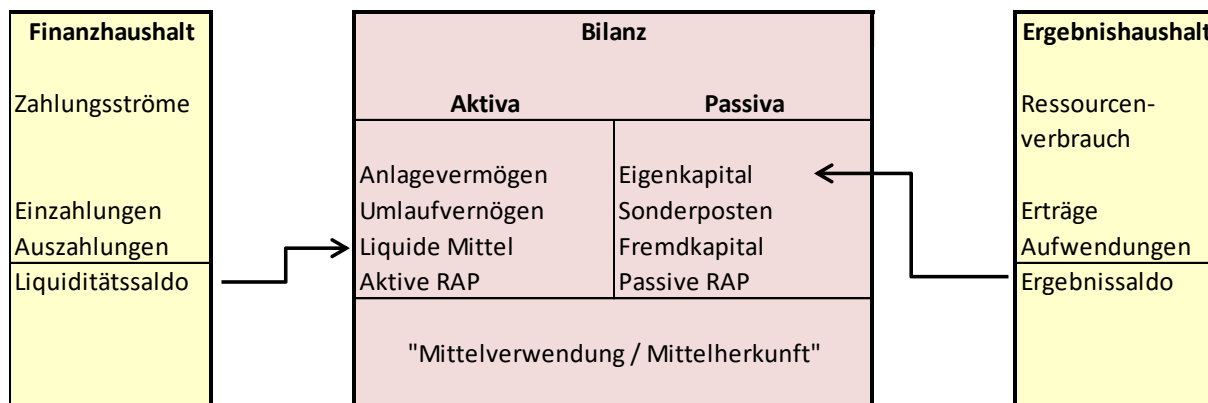 Finanzhaushalt
Zahlungsströme
Einzahlungen
Auszahlungen
Liquiditätssaldo
Bilanz
Aktiva
Passiva
Anlagevermögen
Umlaufvernögen
Liquide Mittel
Aktive RAP
Eigenkapital
Sonderposten
Fremdkapital
Passive RAP
"Mittelverwendung / Mittelherkunft"
Ergebnishaushalt
Ressourcen-
verbrauch
Erträge
Aufwendungen
Ergebnissaldo